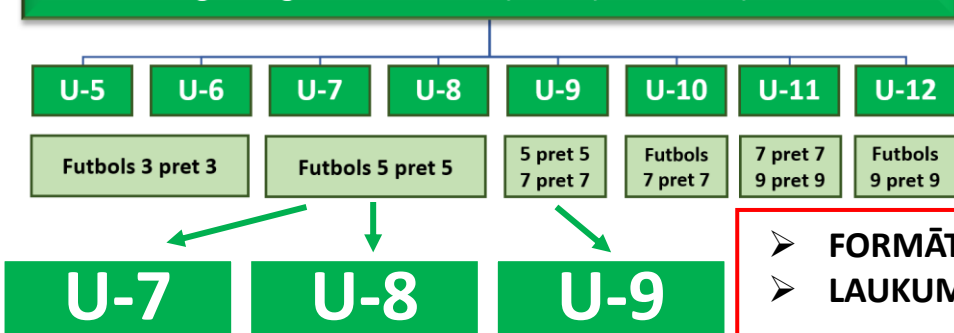 U-5 U-6 U-7 U-8 U-9 U-10 U-11 U-12
Futbols 3 pret 3
Futbols 5 pret 5
5 pret 5
7 pret 7
Futbols
7 pret 7
7 pret 7
9 pret 9
Futbols
9 pret 9
U-7 U-8 U-9
➢ FORMĀT
➢ LAUKUM